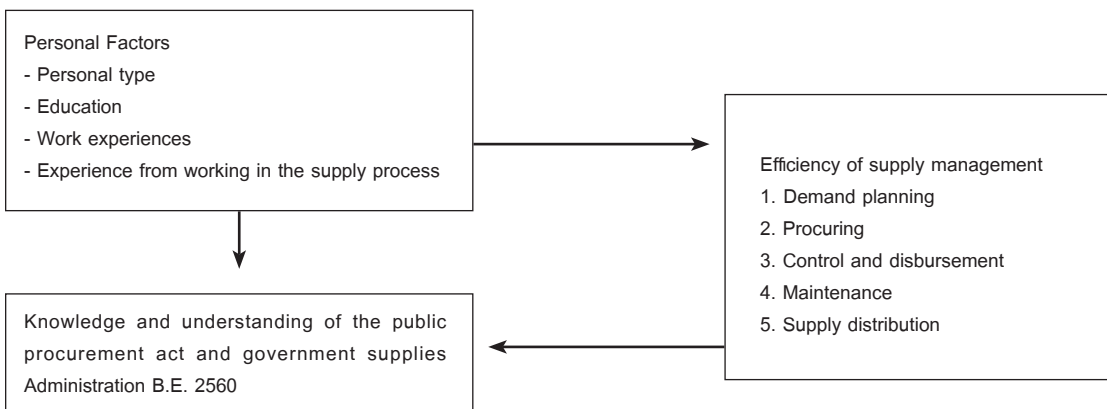 Personal Factors
- Personal type
- Education
- Work experiences
- Experience from working in the supply process
Efficiency of supply management
1. Demand planning
2. Procuring
3. Control and disbursement
4. Maintenance
5. Supply distribution
Knowledge and understanding of the public
procurement act and government supplies
Administration B.E. 2560